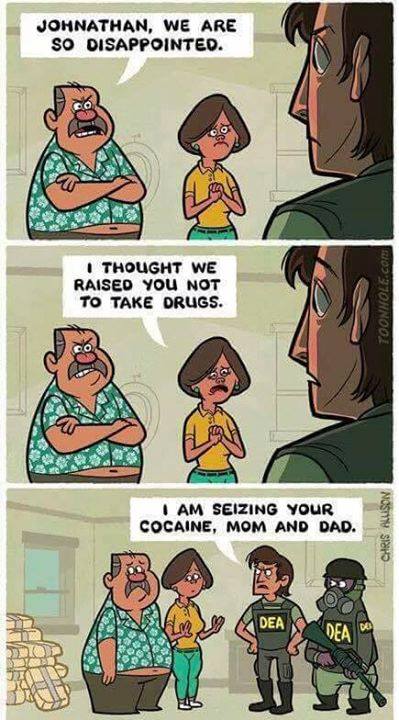 JOHNATHAN, WE ARE
SO DISAPPOINTED.
I THOUGHT WE
RAISED YOU NOT
TO TAKE DRUGS.
TOONHOLE.com
I AM SEIZING YOUR
COCAINE, MOM AND DAD.
CHRIS ALLISON
DEA
DEA
DEA